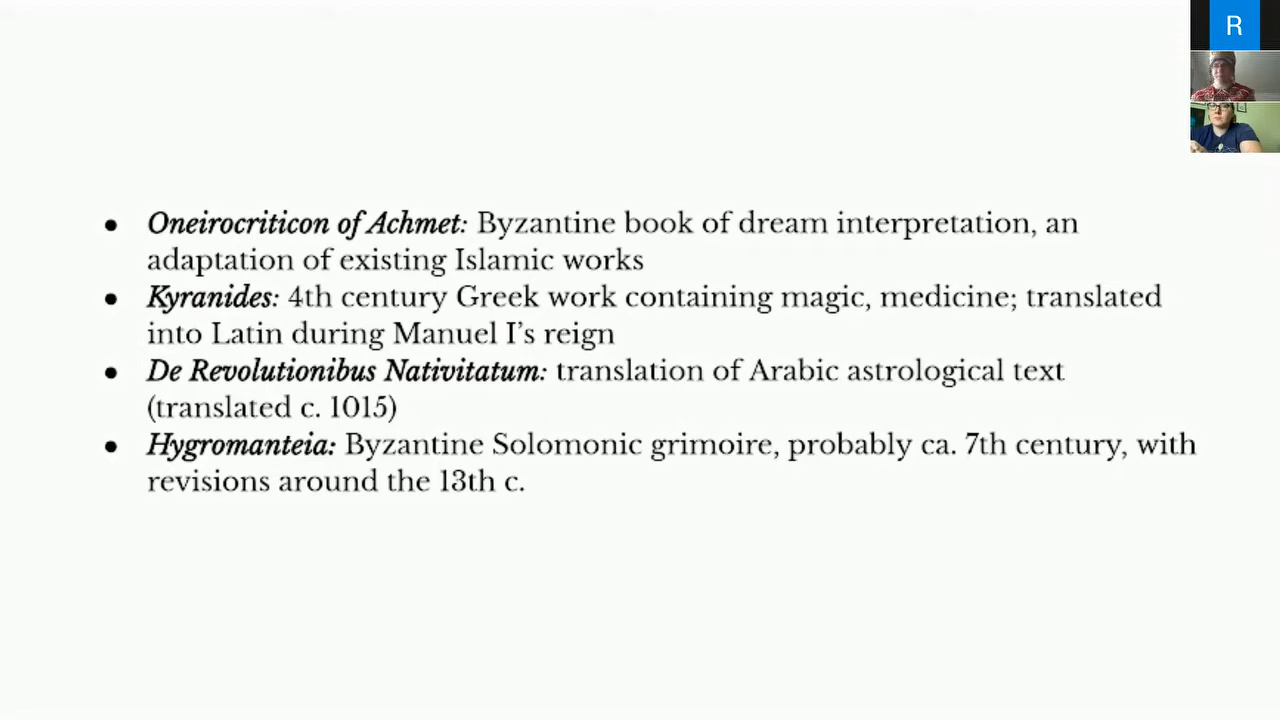 R
• Oneirocriticon of Achmet: Byzantine book of dream interpretation, an
adaptation of existing Islamic works
• Kyranides: 4th century Greek work containing magic, medicine; translated
into Latin during Manuel I’s reign
• De Revolutionibus Nativitatum: translation of Arabic astrological text
(translated c. 1015)
• Hygromanteia: Byzantine Solomonic grimoire, probably ca. 7th century, with
revisions around the 13th c.